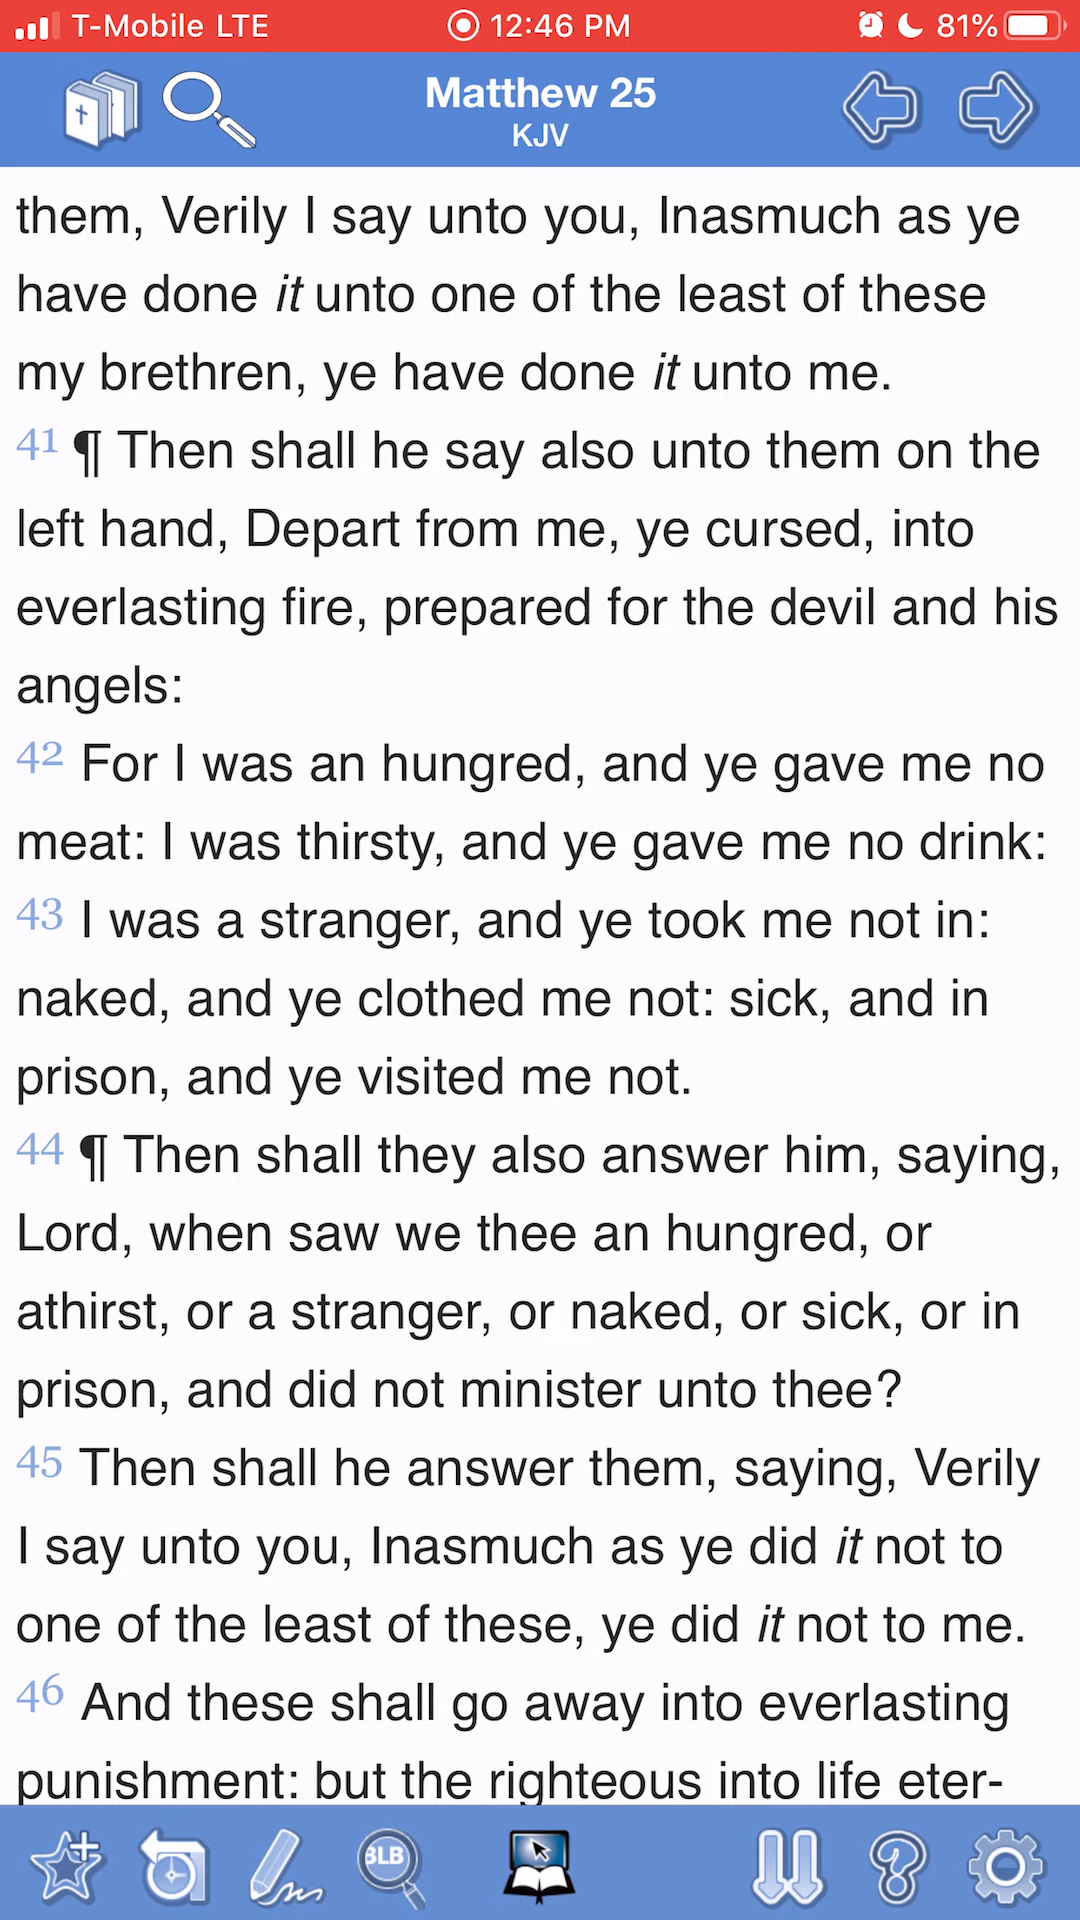 T-Mobile LTE 12:46 PM 81%
Matthew 25
KJV
them, Verily I say unto you, Inasmuch as ye
have done it unto one of the least of these
my brethren, ye have done it unto me.
41 ¶ Then shall he say also unto them on the
left hand, Depart from me, ye cursed, into
everlasting fire, prepared for the devil and his
angels:
42 For I was an hungred, and ye gave me no
meat: I was thirsty, and ye gave me no drink:
43 I was a stranger, and ye took me not in:
naked, and ye clothed me not: sick, and in
prison, and ye visited me not.
44 ¶ Then shall they also answer him, saying,
Lord, when saw we thee an hungred, or
athirst, or a stranger, or naked, or sick, or in
prison, and did not minister unto thee?
45 Then shall he answer them, saying, Verily
I say unto you, Inasmuch as ye did it not to
one of the least of these, ye did it not to me.
46 And these shall go away into everlasting
punishment: but the righteous into life eter-
BLB